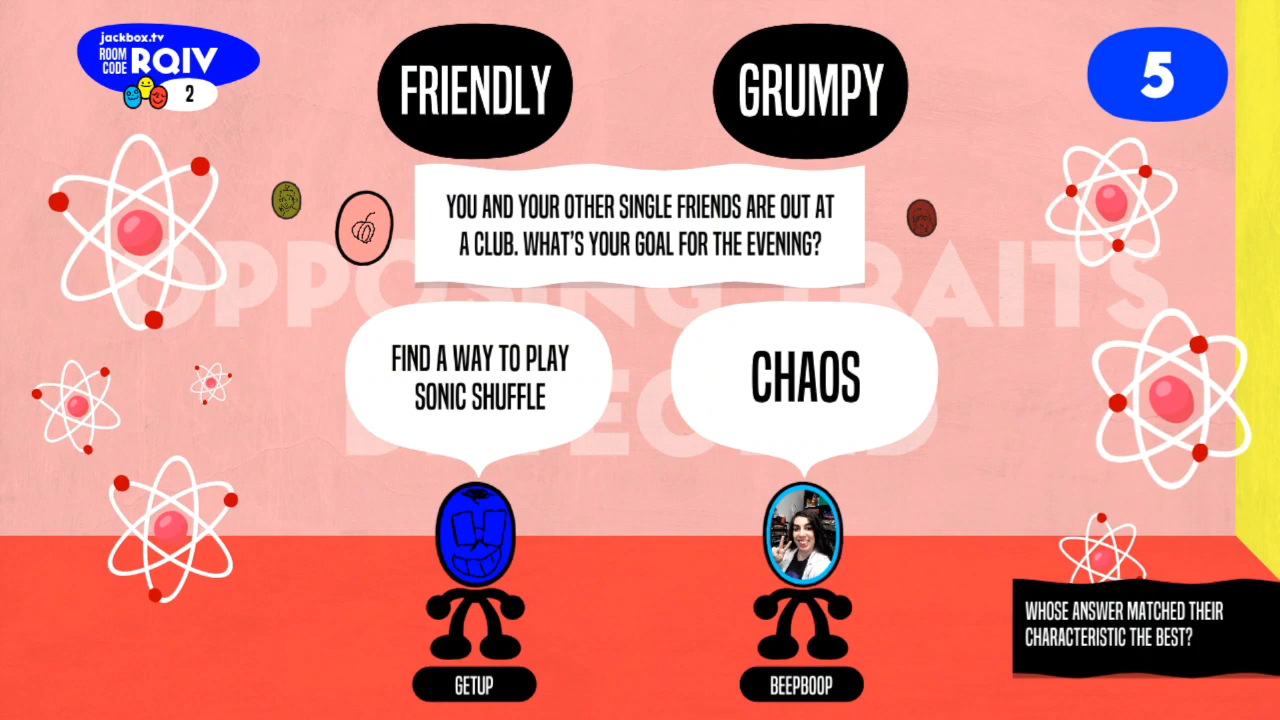 jackbox.tv
ROOM CODE
RQIV
2
FRIENDLY
GRUMPY
5
YOU AND YOUR OTHER SINGLE FRIENDS ARE OUT AT
A CLUB. WHAT'S YOUR GOAL FOR THE EVENING?
OPPOSING TRAITS
FIND A WAY TO PLAY
SONIC SHUFFLE
CHAOS
GETUP
BEEPBOOP
WHOSE ANSWER MATCHED THEIR
CHARACTERISTIC THE BEST?